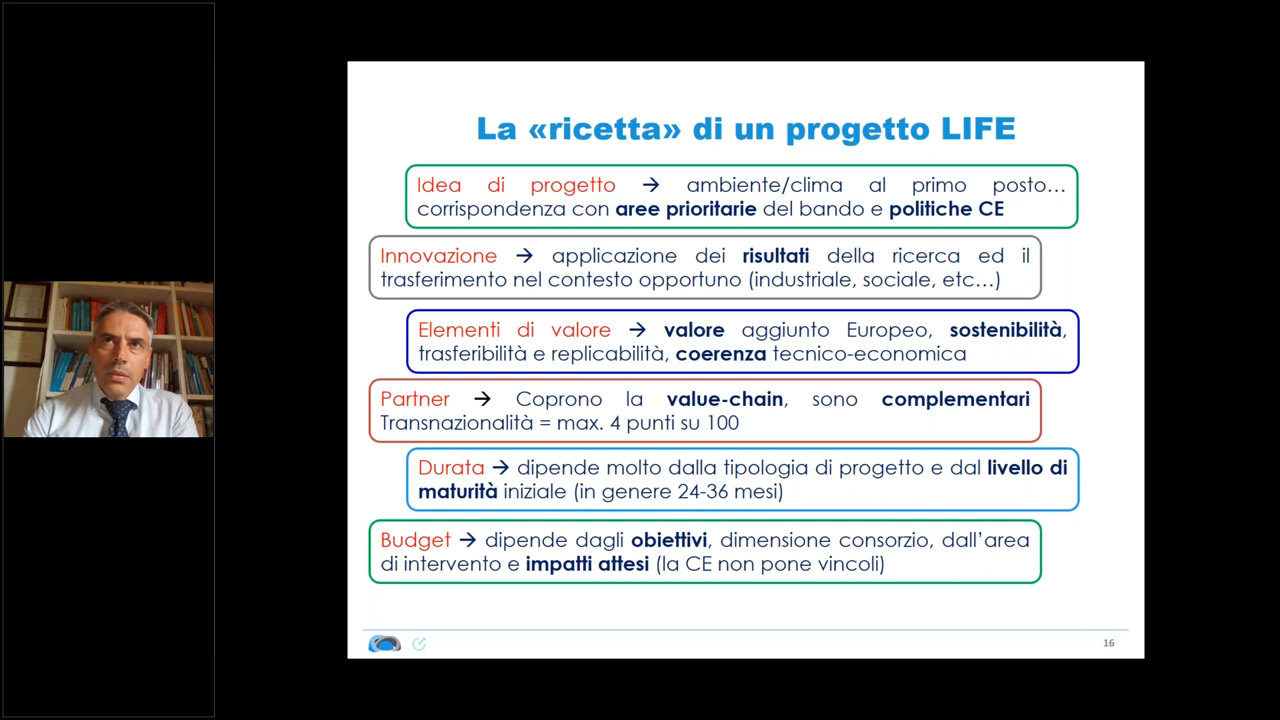 La «ricetta» di un progetto LIFE
Idea di progetto → ambiente/clima al primo posto…
corrispondenza con aree prioritarie del bando e politiche CE
Innovazione → applicazione dei risultati della ricerca ed il
trasferimento nel contesto opportuno (industriale, sociale, etc…)
Elementi di valore → valore aggiunto Europeo, sostenibilità,
trasferibilità e replicabilità, coerenza tecnico-economica
Partner → Coprono la value-chain, sono complementari
Transnazionalità = max. 4 punti su 100
Durata → dipende molto dalla tipologia di progetto e dal livello di
maturità iniziale (in genere 24-36 mesi)
Budget → dipende dagli obiettivi, dimensione consorzio, dall’area
di intervento e impatti attesi (la CE non pone vincoli)
16